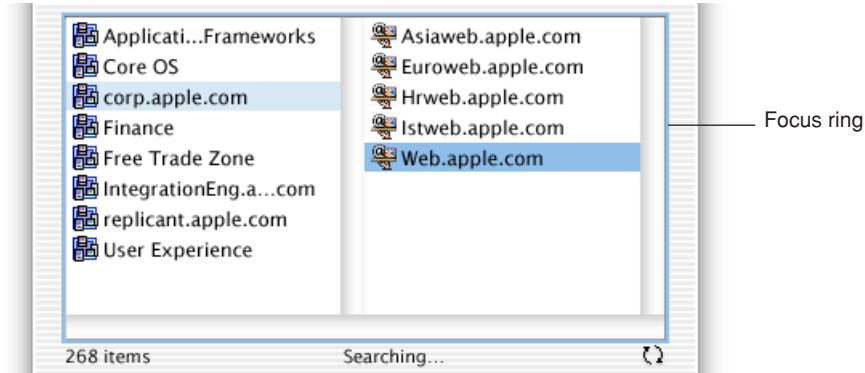 Applicati...Frameworks
Core OS
corp.apple.com
Finance
Free Trade Zone
IntegrationEng.a...com
replicant.apple.com
User Experience
Asiaweb.apple.com
Euroweb.apple.com
Hrweb.apple.com
Istweb.apple.com
Web.apple.com
Focus ring
268 items
Searching...